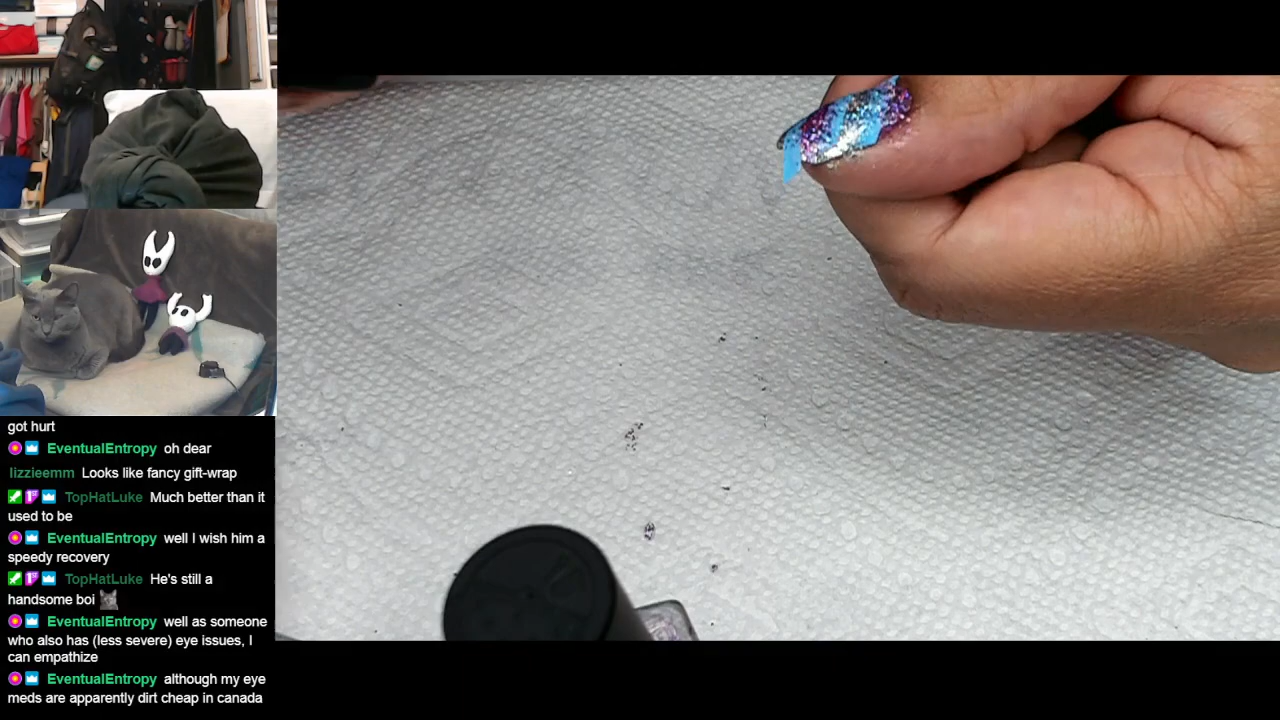 got hurt
EventualEntropy oh dear
lizzieemm Looks like fancy gift-wrap
TopHatLuke Much better than it
used to be
EventualEntropy well I wish him a
speedy recovery
TopHatLuke He's still a
handsome boi
EventualEntropy well as someone
who also has (less severe) eye issues, I
can empathize
EventualEntropy although my eye
meds are apparently dirt cheap in canada